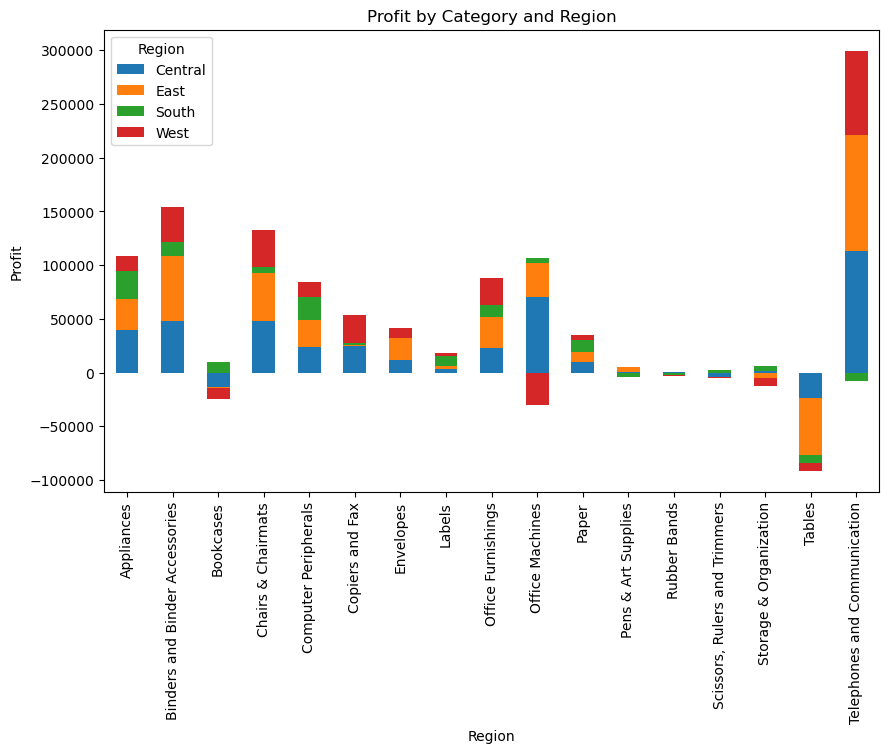 Profit by Category and Region
Region
Central
East
South
West
Profit
300000
250000
200000
150000
100000
50000
0
−50000
−100000
Appliances
Binders and Binder Accessories
Bookcases
Chairs & Chairmats
Computer Peripherals
Copiers and Fax
Envelopes
Labels
Office Furnishings
Office Machines
Paper
Pens & Art Supplies
Rubber Bands
Scissors, Rulers and Trimmers
Storage & Organization
Tables
Telephones and Communication
Region